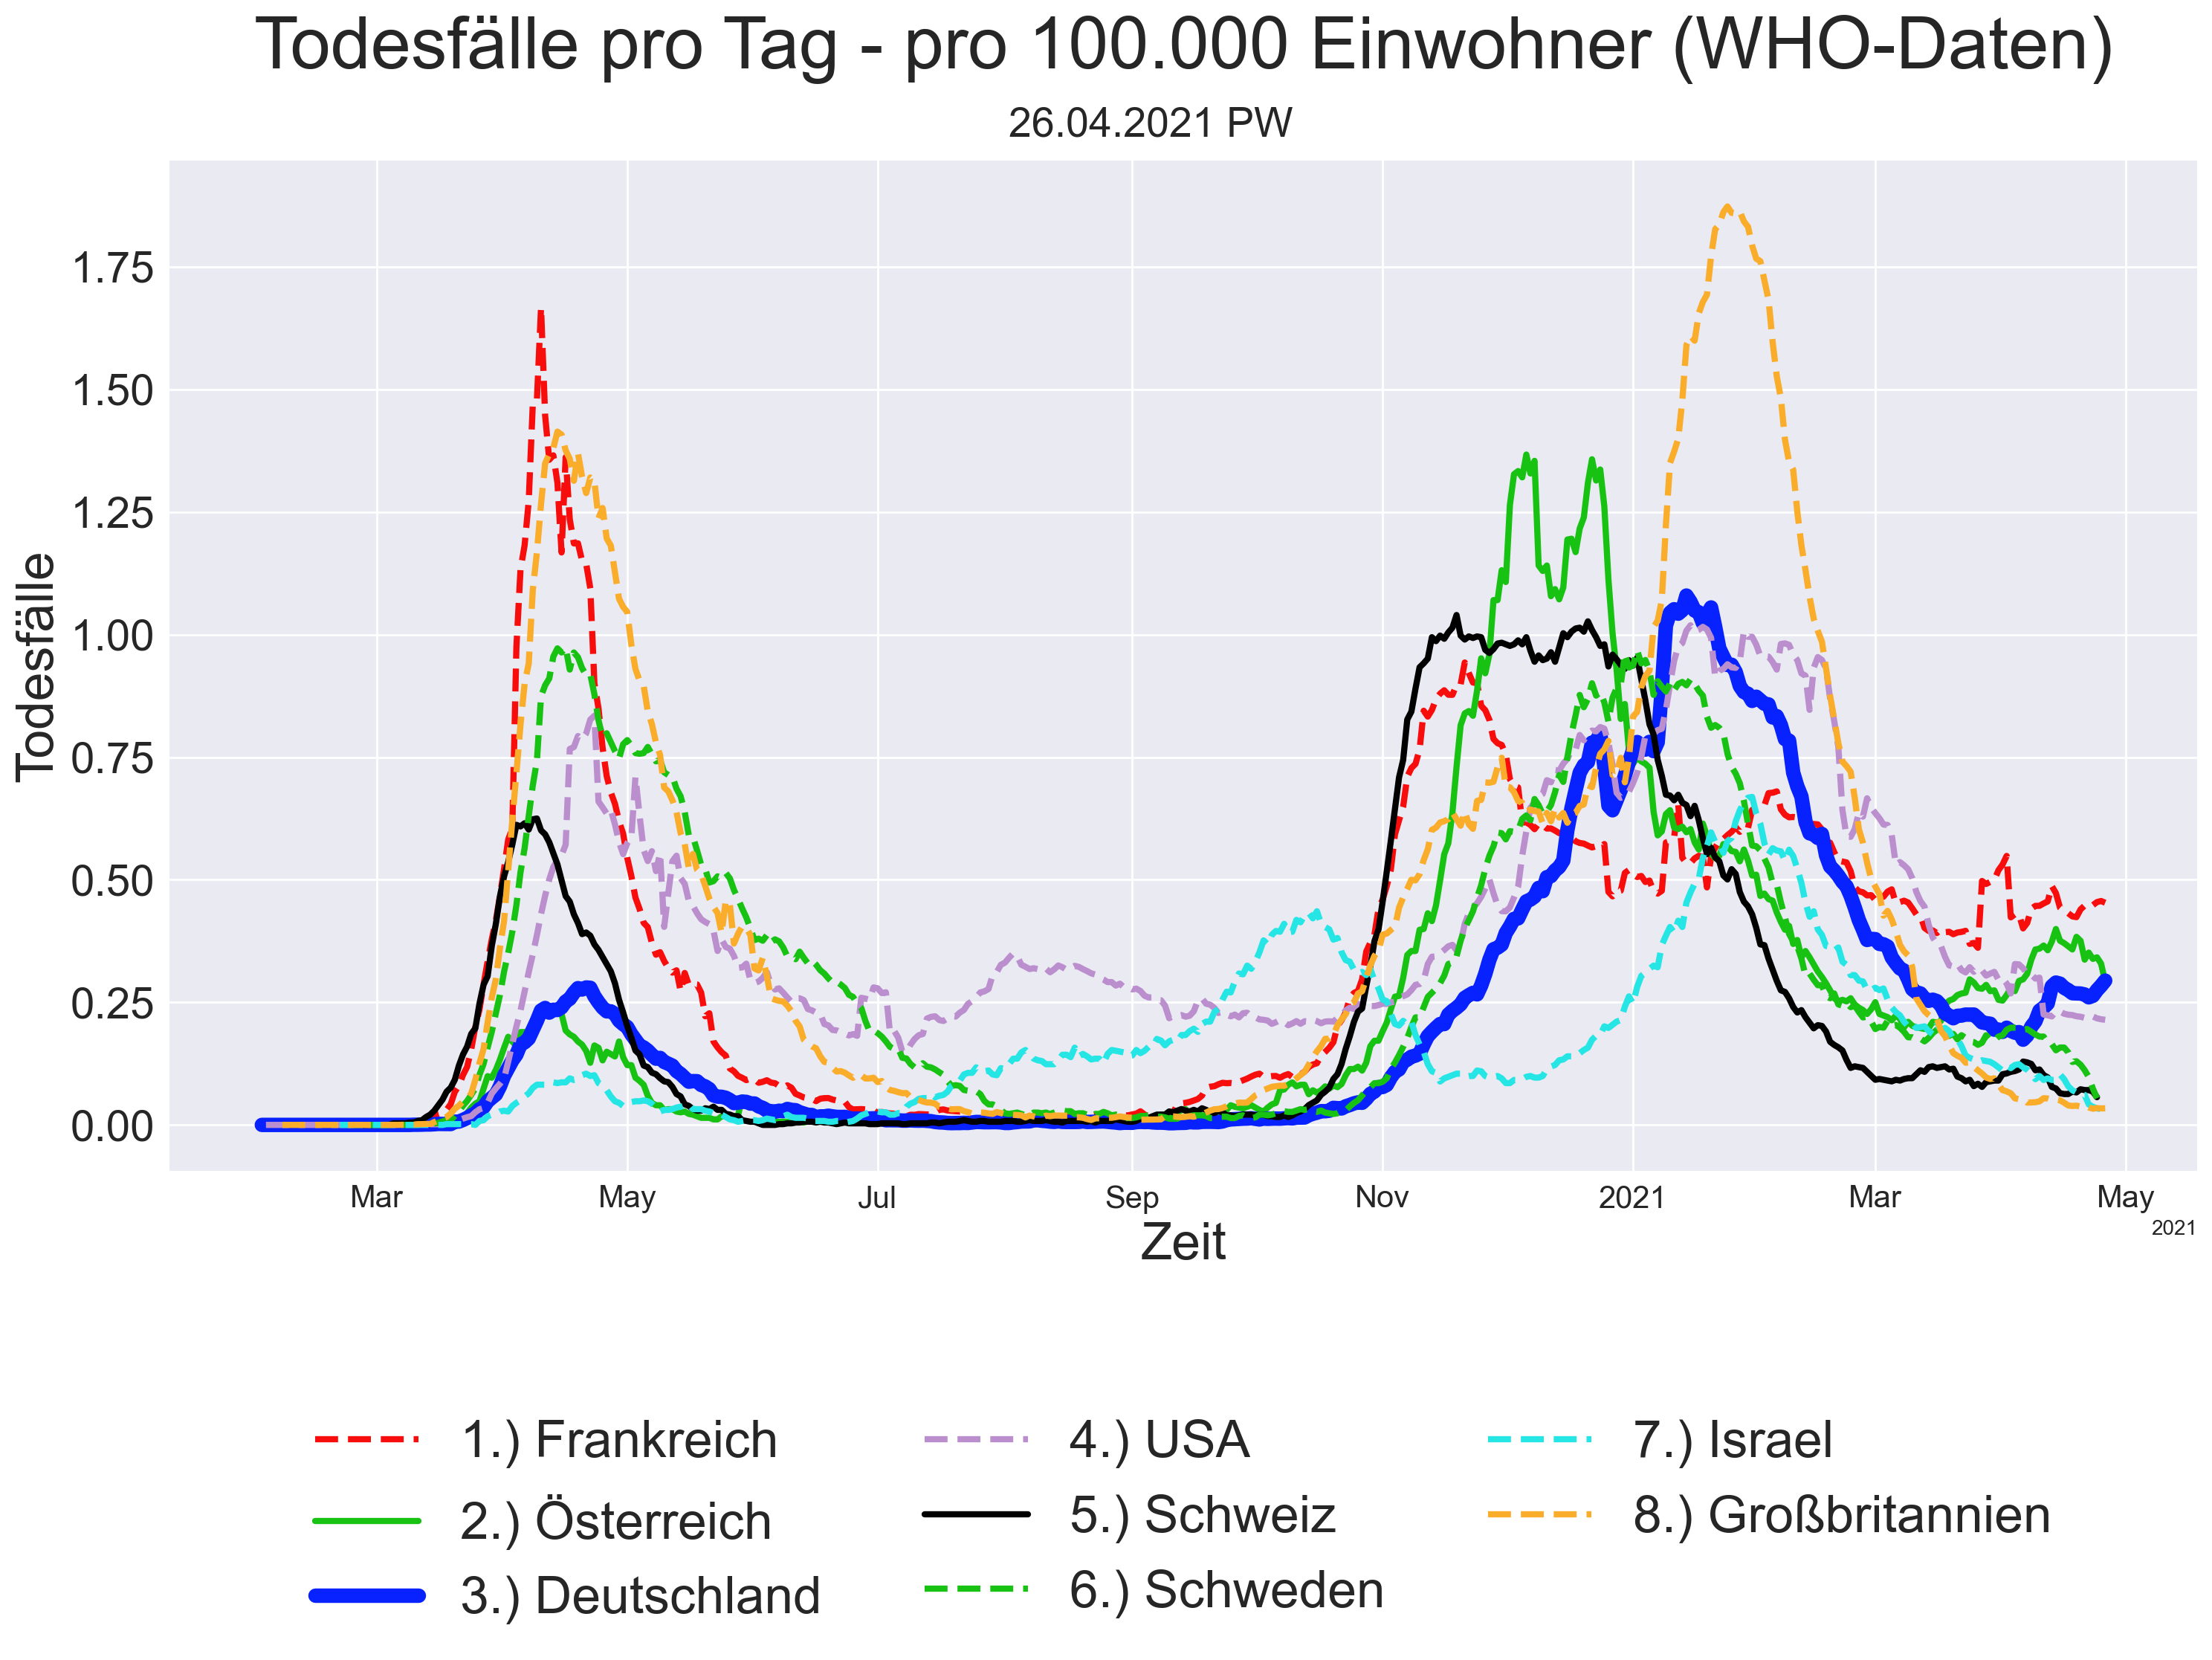 Todesfälle pro Tag - pro 100.000 Einwohner (WHO-Daten)
26.04.2021 PW
Todesfälle
1.75
1.50
1.25
1.00
0.75
0.50
0.25
0.00
Mar May Jul Sep Nov 2021 Mar May
2021
Zeit
1.) Frankreich
2.) Österreich
3.) Deutschland
4.) USA
5.) Schweiz
6.) Schweden
7.) Israel
8.) Großbritannien